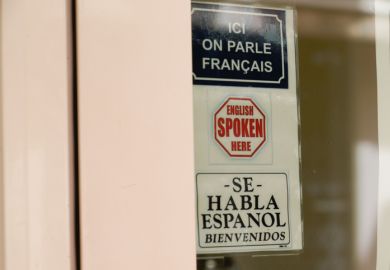 ICI
ON PARLE
FRANÇAIS
ENGLISH
SPOKEN
HERE
-SE-
HABLA
ESPANOL
BIENVENIDOS